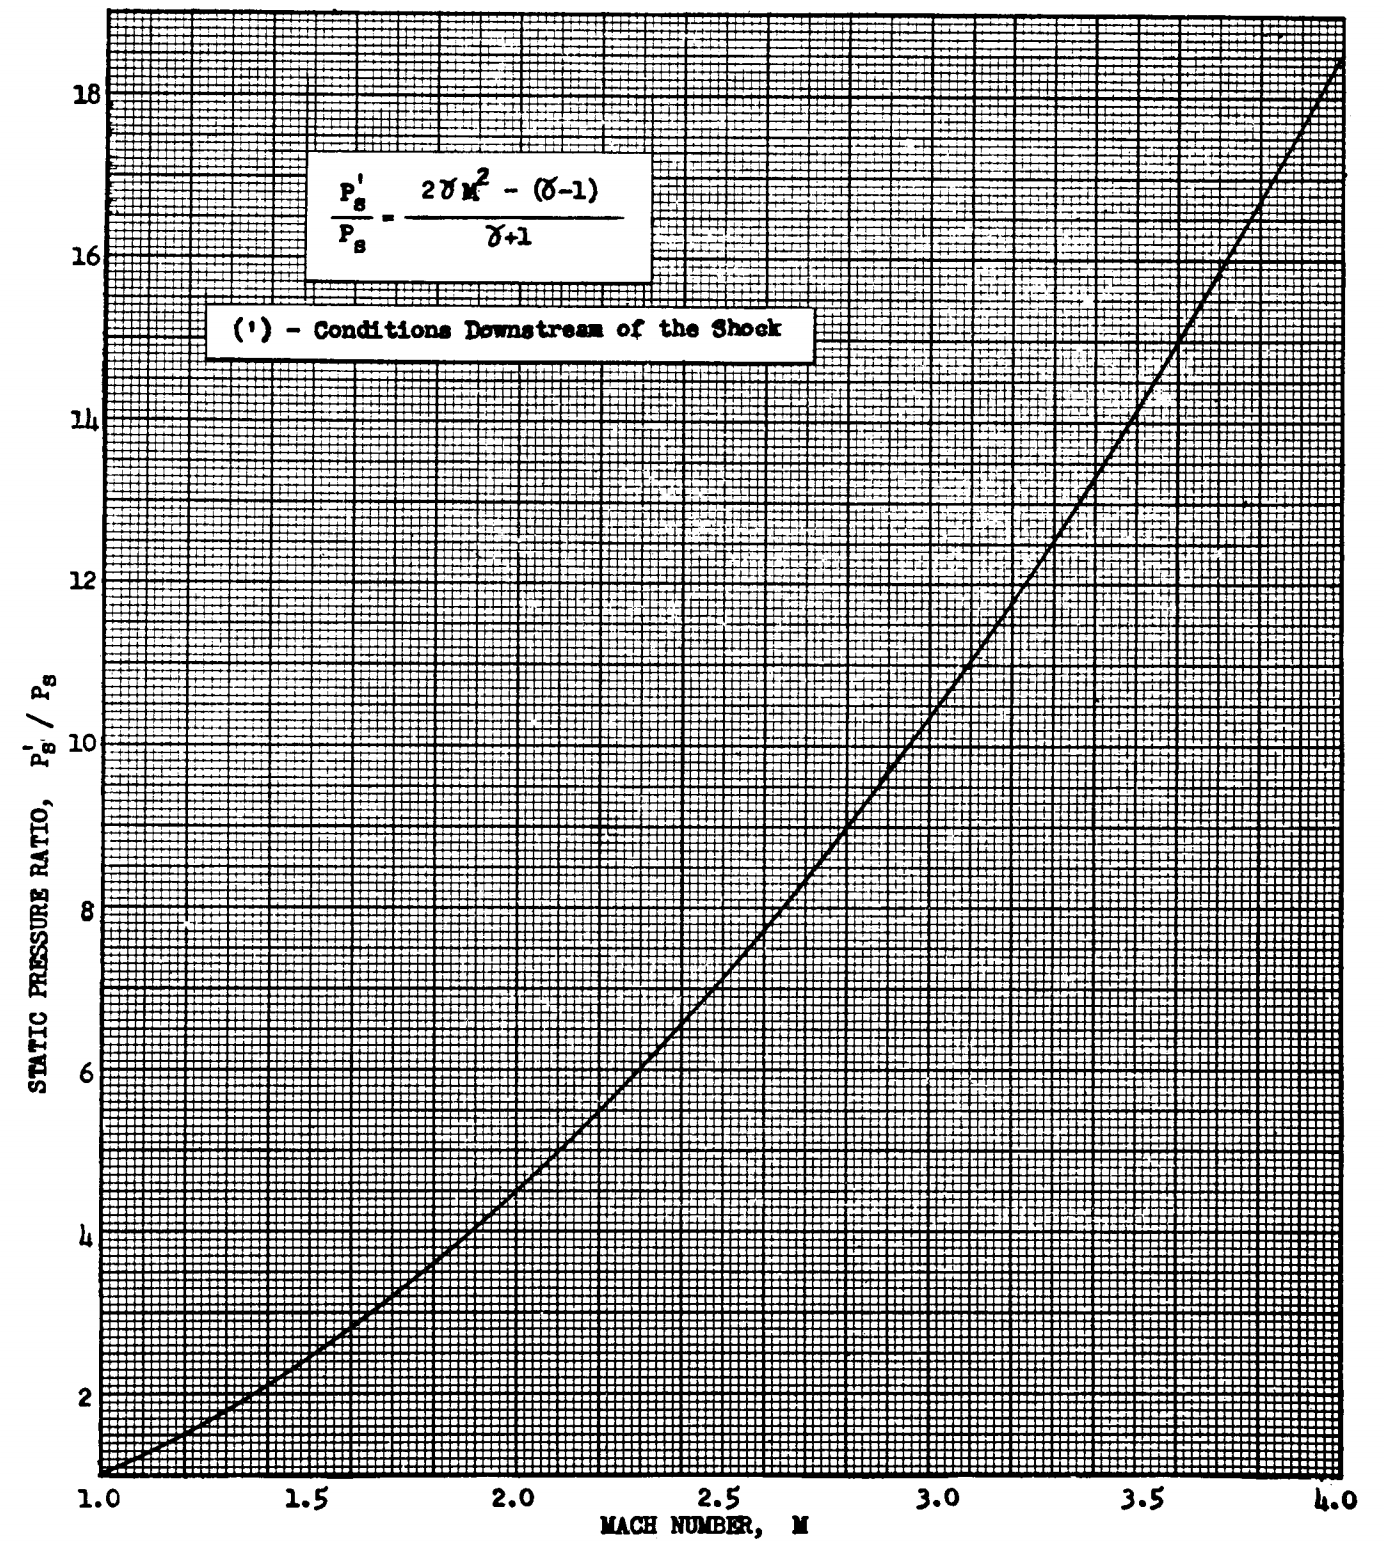 18
P's / Ps = 2γM² - (γ-1) / γ+1
16
(') - Conditions Downstream of the Shock
14
12
10
8
6
4
2
STATIC PRESSURE RATIO, P's / Ps
1.0 1.5 2.0 2.5 3.0 3.5 4.0
MACH NUMBER, M